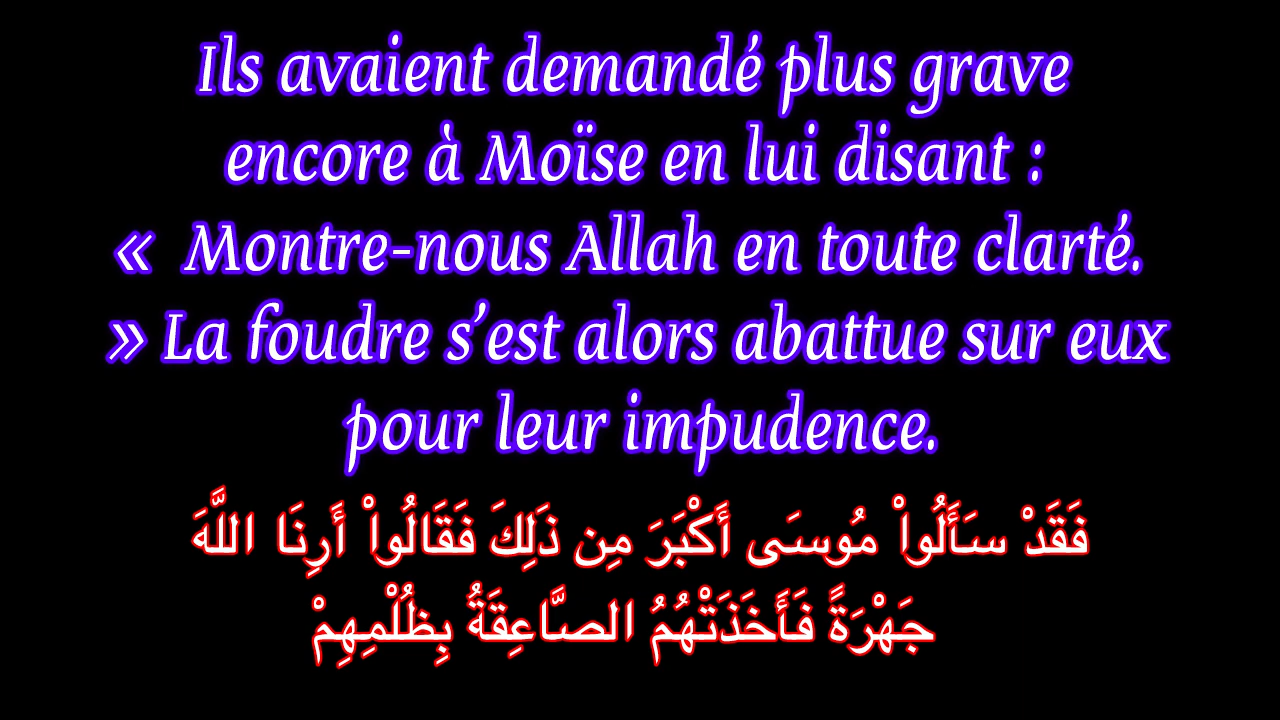 Ils avaient demandé plus grave
encore à Moïse en lui disant :
«  Montre-nous Allah en toute clarté.
» La foudre s’est alors abattue sur eux
pour leur impudence.
فَقَدْ سَأَلُواْ مُوسَى أَكْبَرَ مِن ذَلِكَ فَقَالُواْ أَرِنَا اللَّهَ
جَهْرَةً فَأَخَذَتْهُمُ الصَّاعِقَةُ بِظُلْمِهِمْ